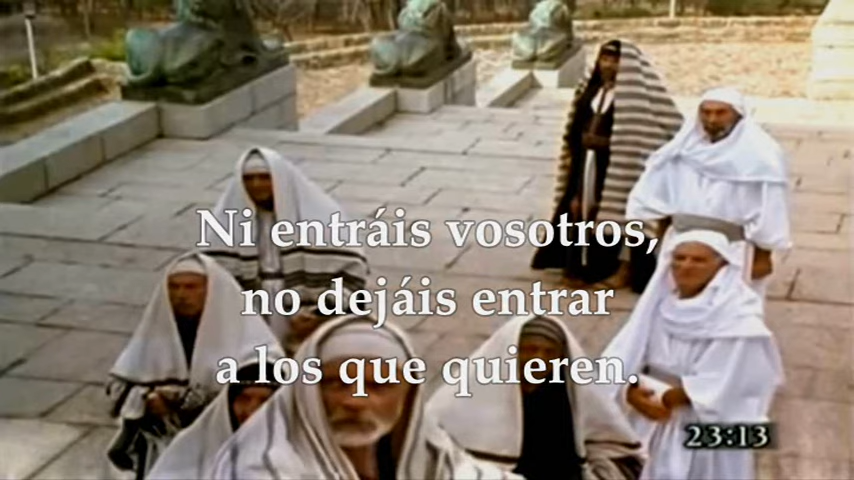 Ni entráis vosotros,
no dejáis entrar
a los que quieren.
23:13